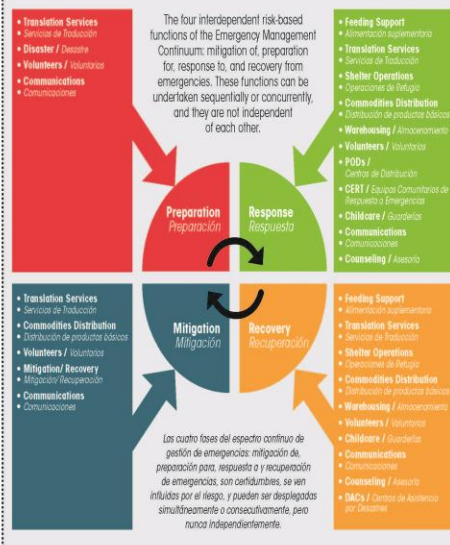 • Translation Services
• Servicios de Traducción
• Disaster / Desastre
• Volunteers / Voluntarios
• Communications
• Comunicaciones
The four interdependent risk-based
functions of the Emergency Management
Continuum: mitigation of, preparation
for, response to, and recovery from
emergencies. These functions can be
undertaken sequentially or concurrently,
and they are not independent
of each other.
• Feeding Support
• Alimentación suplementaria
• Translation Services
• Servicios de Traducción
• Shelter Operations
• Operaciones de Refugio
• Commodities Distribution
• Distribución de productos básicos
• Warehousing / Almacenamiento
• Volunteers / Voluntarios
• PODs /
Centros de Distribución
• CERT / Equipos Comunitarios de
Respuesta a Emergencias
• Childcare / Guarderías
• Communications
• Comunicaciones
• Counseling / Asesoría
Preparation
Preparación
Response
Respuesta
Mitigation
Mitigación
Recovery
Recuperación
• Translation Services
• Servicios de Traducción
• Commodities Distribution
• Distribución de productos básicos
• Volunteers / Voluntarios
• Mitigation/ Recovery
• Mitigación/ Recuperación
• Communications
• Comunicaciones
• Feeding Support
• Alimentación suplementaria
• Translation Services
• Servicios de Traducción
• Shelter Operations
• Operaciones de Refugio
• Commodities Distribution
• Distribución de productos básicos
• Warehousing / Almacenamiento
• Volunteers / Voluntarios
• Childcare / Guarderías
• Communications
• Comunicaciones
• Counseling / Asesoría
• DACs / Centros de Asistencia
por Desastres
Las cuatro fases del espectro continuo de
gestión de emergencias: mitigación de,
preparación para, respuesta a y recuperación
de emergencias, son certidumbres, se ven
influidas por el riesgo, y pueden ser desplegadas
simultáneamente o consecutivamente, pero
nunca independientemente.